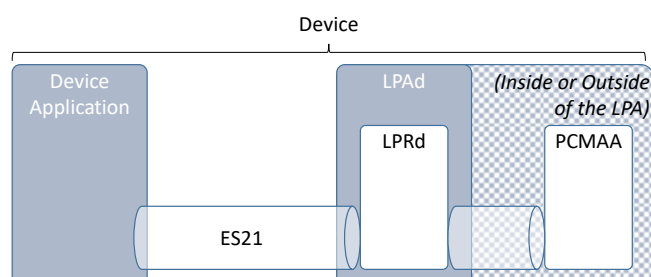 Device
Device
Application
LPAd
(Inside or Outside
of the LPA)
LPRd
PCMAA
ES21